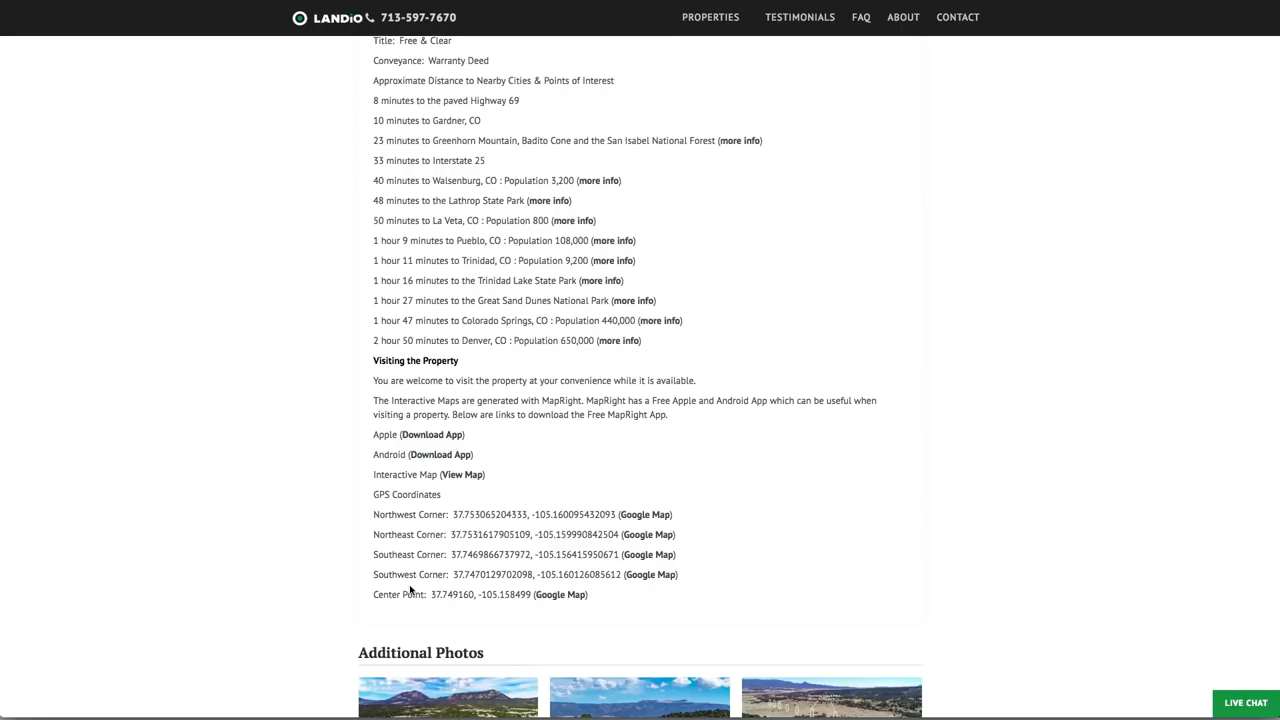 LANDiO 713-597-7670 PROPERTIES TESTIMONIALS FAQ ABOUT CONTACT
Title: Free & Clear
Conveyance: Warranty Deed
Approximate Distance to Nearby Cities & Points of Interest
8 minutes to the paved Highway 69
10 minutes to Gardner, CO
23 minutes to Greenhorn Mountain, Badito Cone and the San Isabel National Forest (more info)
33 minutes to Interstate 25
40 minutes to Walsenburg, CO : Population 3,200 (more info)
48 minutes to the Lathrop State Park (more info)
50 minutes to La Veta, CO : Population 800 (more info)
1 hour 9 minutes to Pueblo, CO : Population 108,000 (more info)
1 hour 11 minutes to Trinidad, CO : Population 9,200 (more info)
1 hour 16 minutes to the Trinidad Lake State Park (more info)
1 hour 27 minutes to the Great Sand Dunes National Park (more info)
1 hour 47 minutes to Colorado Springs, CO : Population 440,000 (more info)
2 hour 50 minutes to Denver, CO : Population 650,000 (more info)
Visiting the Property
You are welcome to visit the property at your convenience while it is available.
The Interactive Maps are generated with MapRight. MapRight has a Free Apple and Android App which can be useful when
visiting a property. Below are links to download the Free MapRight App.
Apple (Download App)
Android (Download App)
Interactive Map (View Map)
GPS Coordinates
Northwest Corner: 37.753065204333, -105.160095432093 (Google Map)
Northeast Corner: 37.7531617905109, -105.159990842504 (Google Map)
Southeast Corner: 37.7469866737972, -105.156415950671 (Google Map)
Southwest Corner: 37.7470129702098, -105.160126085612 (Google Map)
Center Point: 37.749160, -105.158499 (Google Map)
Additional Photos
LIVE CHAT